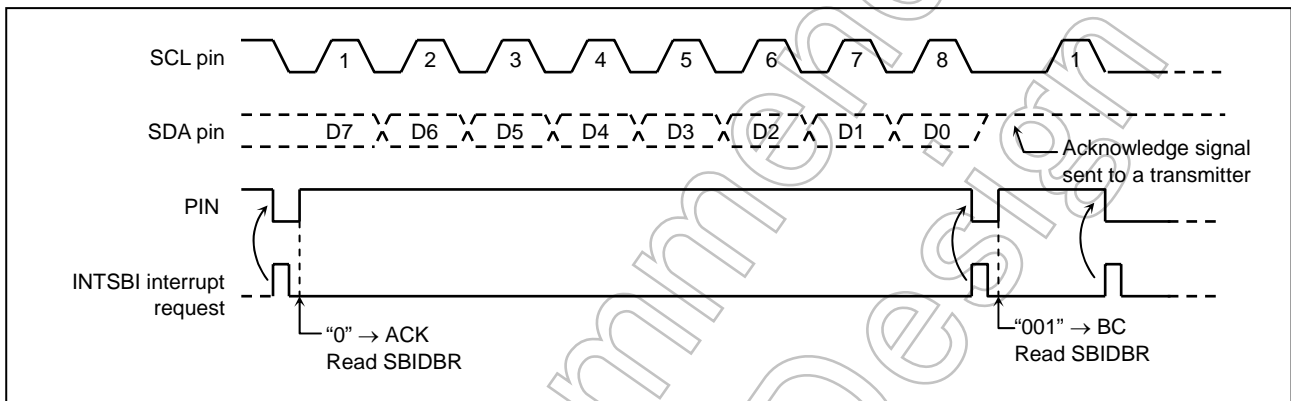 SCL pin
1 2 3 4 5 6 7 8 1
SDA pin
D7 D6 D5 D4 D3 D2 D1 D0
Acknowledge signal
sent to a transmitter
PIN
INTSBI interrupt
request
“0” → ACK
Read SBIDBR
“001” → BC
Read SBIDBR